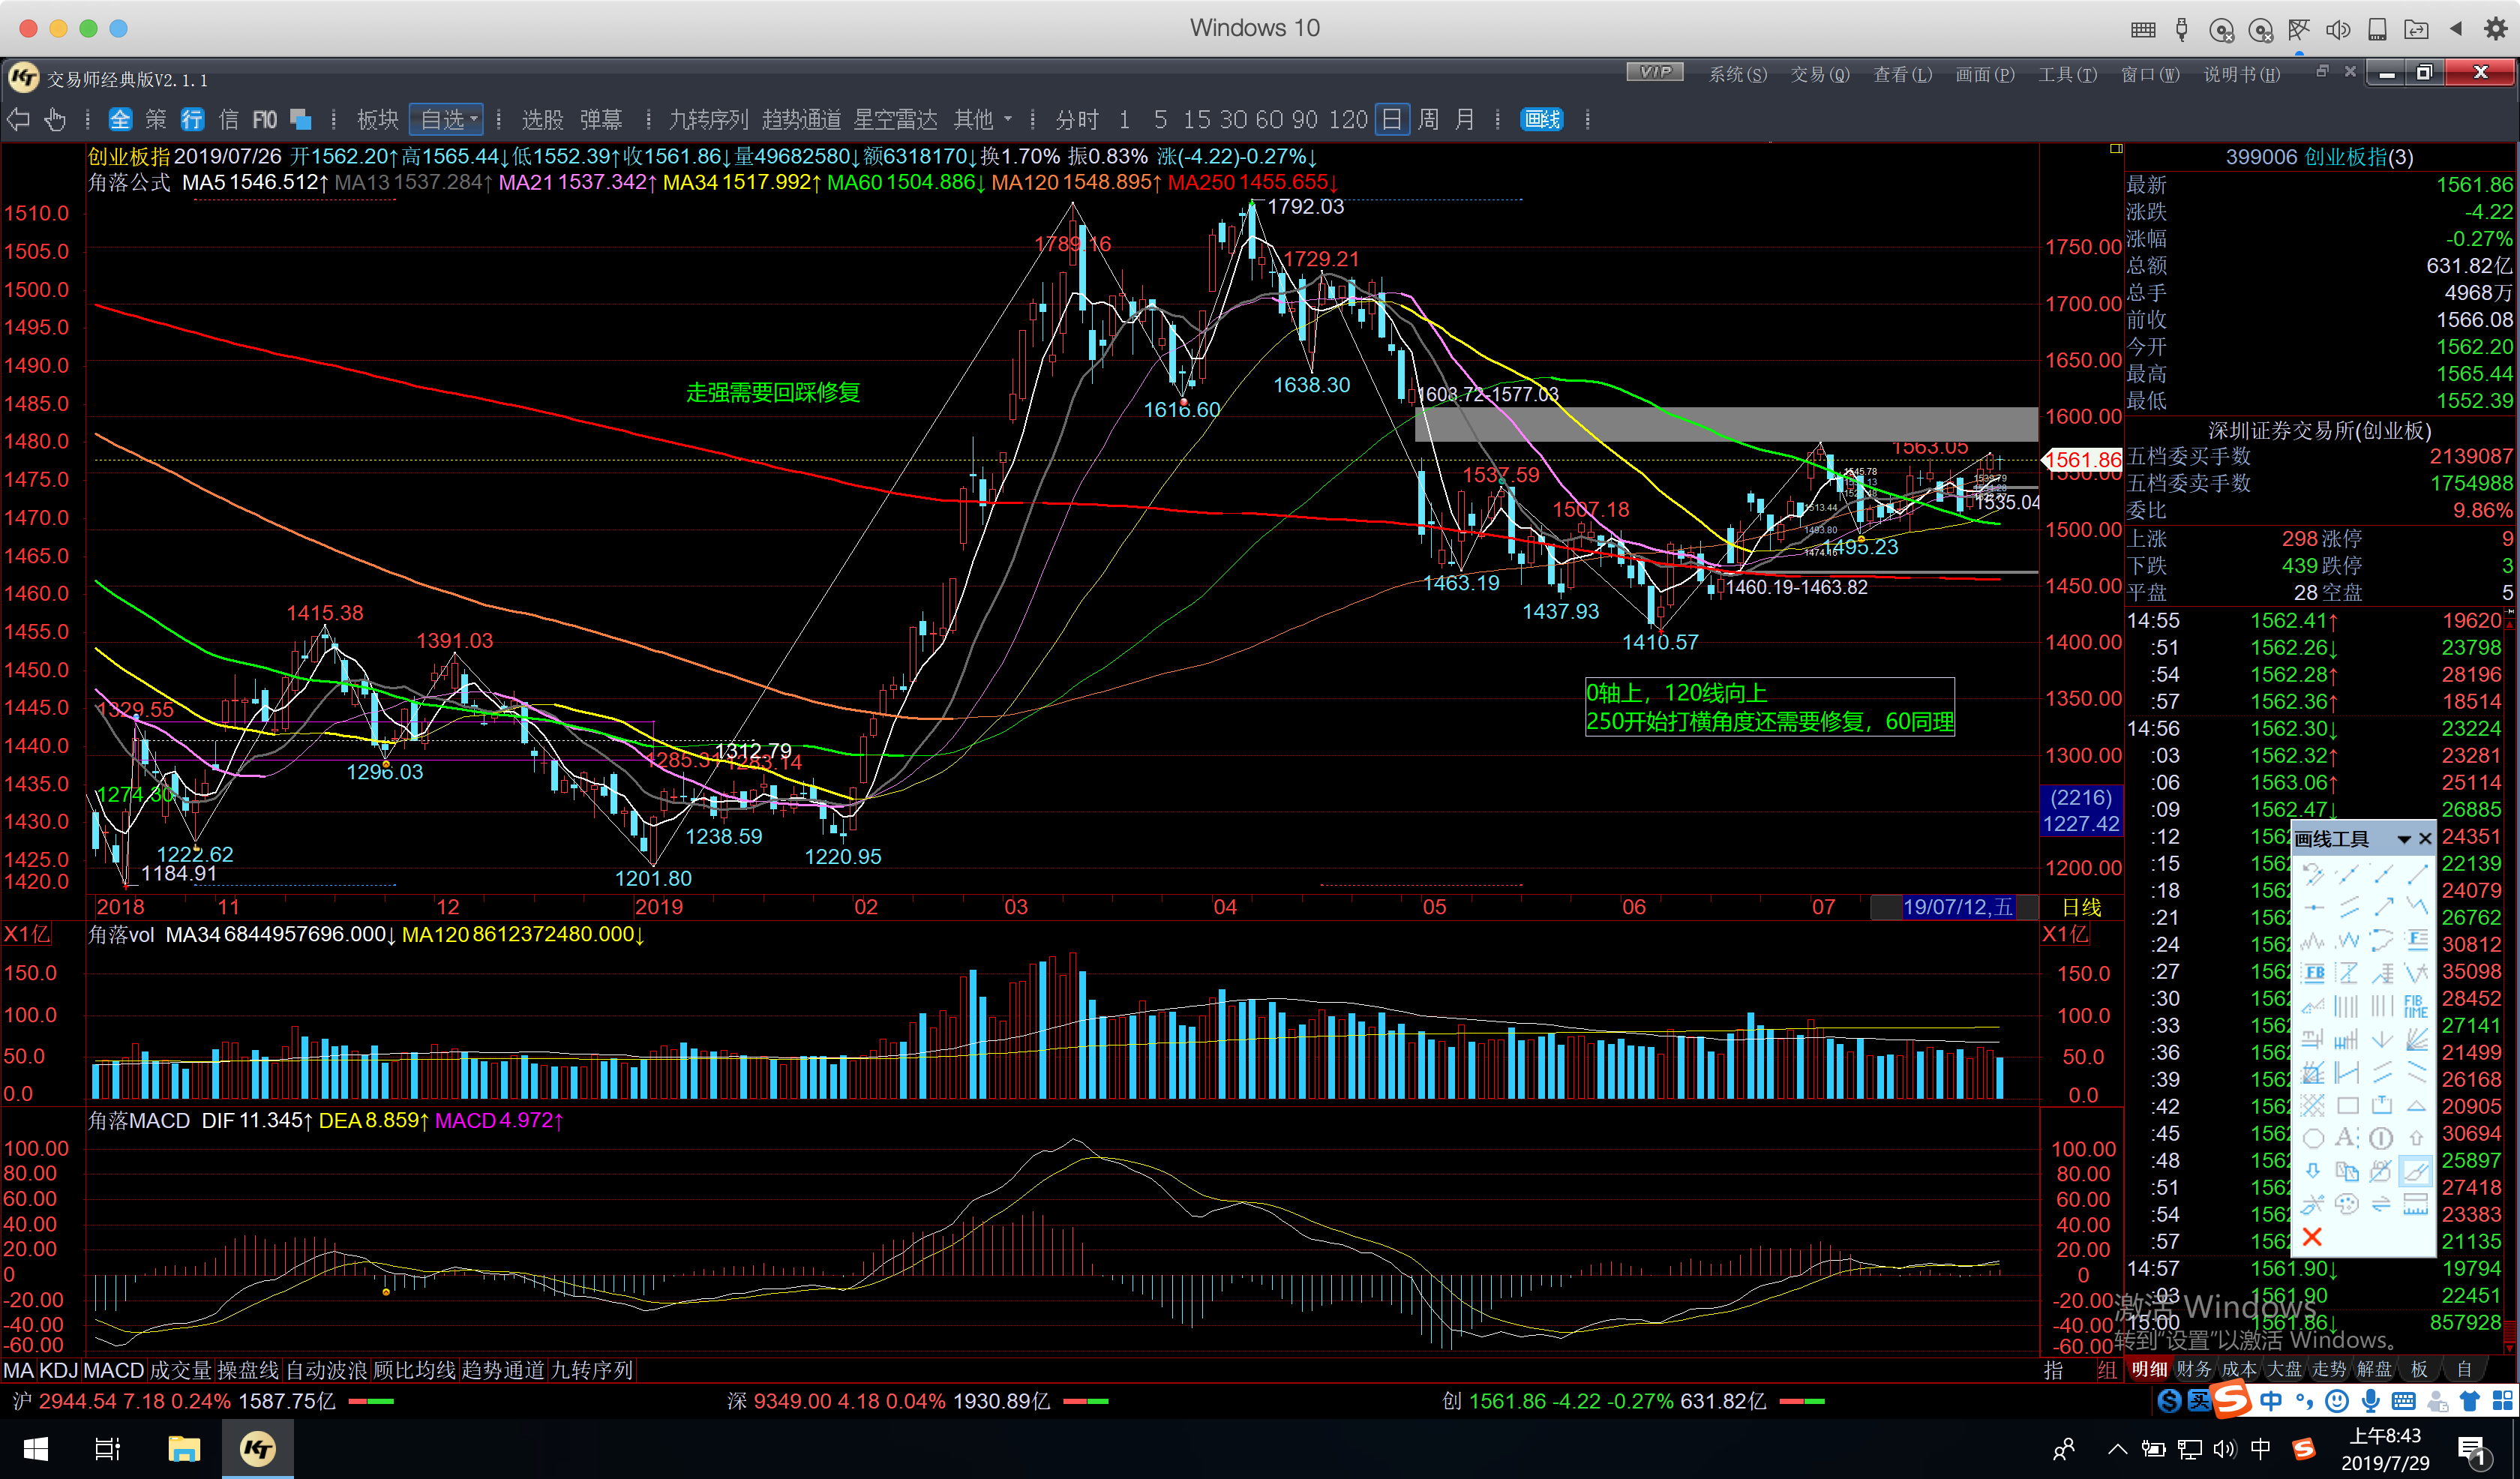 Windows 10
交易师经典版V2.1.1
VIP 系统(S) 交易(Q) 查看(L) 画面(P) 工具(T) 窗口(W) 说明书(H)
全 策 行 信 F10 板块 自选 选股 弹幕 九转序列 趋势通道 星空雷达 其他 分时 1 5 15 30 60 90 120 日 周 月 画线
创业板指 2019/07/26 开1562.20↑ 高1565.44↓ 低1552.39↑ 收1561.86↓ 量49682580↓ 额6318170↓ 换1.70% 振0.83% 涨(-4.22)-0.27%↓
角落公式 MA5 1546.512↑ MA13 1537.284↑ MA21 1537.342↑ MA34 1517.992↑ MA60 1504.886↓ MA120 1548.895↑ MA250 1455.655↓
1510.0
1505.0
1500.0
1495.0
1490.0
1485.0
1480.0
1475.0
1470.0
1465.0
1460.0
1455.0
1450.0
1445.0
1440.0
1435.0
1430.0
1425.0
1420.0
1792.03
1789.16
1729.21
走强需要回踩修复
1616.60
1638.30
1608.72-1577.03
1537.59
1563.05
1507.18
1545.78
1513.44
1493.80
1535.04
1495.23
1463.19
1437.93
1460.19-1463.82
1410.57
1415.38
1391.03
1329.55
1296.03
1312.79
1274.30
1222.62
1184.91
1238.59
1220.95
1201.80
0轴上，120线向上
250开始打横角度还需要修复，60同理
1750.00
1700.00
1650.00
1600.00
1561.86
1500.00
1450.00
1400.00
1350.00
1300.00
(2216)
1227.42
1200.00
2018 11 12 2019 02 03 04 05 06 07 19/07/12,五 日线
X1亿 角落vol MA34 6844957696.000↓ MA120 8612372480.000↓ X1亿
150.0 150.0
100.0 100.0
50.0 50.0
0.0 0.0
角落MACD DIF 11.345↑ DEA 8.859↑ MACD 4.972↑
100.00 100.00
80.00 80.00
60.00 60.00
40.00 40.00
20.00 20.00
0 0
-20.00 -20.00
-40.00 -40.00
-60.00 -60.00
MA KDJ MACD 成交量 操盘线 自动波浪 顾比均线 趋势通道 九转序列 指 组
399006 创业板指(3)
最新 1561.86
涨跌 -4.22
涨幅 -0.27%
总额 631.82亿
总手 4968万
前收 1566.08
今开 1562.20
最高 1565.44
最低 1552.39
深圳证券交易所(创业板)
五档委买手数 2139087
五档委卖手数 1754988
委比 9.86%
上涨 298 涨停 9
下跌 439 跌停 3
平盘 28 空盘 5
14:55 1562.41↑ 19620
:51 1562.26↓ 23798
:54 1562.28↑ 28196
:57 1562.36↑ 18514
14:56 1562.30↓ 23224
:03 1562.32↑ 23281
:06 1563.06↑ 25114
:09 1562.47↓ 26885
:12 1562 24351
:15 1562 22139
:18 1562 24079
:21 1562 26762
:24 1562 30812
:27 1562 35098
:30 1562 28452
:33 1562 27141
:36 1562 21499
:39 1562 26168
:42 1562 20905
:45 1562 30694
:48 1562 25897
:51 1562 27418
:54 1562 23383
:57 1562 21135
14:57 1561.90↓ 19794
:03 1561.90 22451
15:00 1561.86↓ 857928
画线工具
FB
FIB TIME
激活 Windows
转到“设置”以激活 Windows。
明细 财务 成本 大盘 走势 解盘 板 自
沪 2944.54 7.18 0.24% 1587.75亿 深 9349.00 4.18 0.04% 1930.89亿 创 1561.86 -4.22 -0.27% 631.82亿
中
上午8:43
2019/7/29
中
1